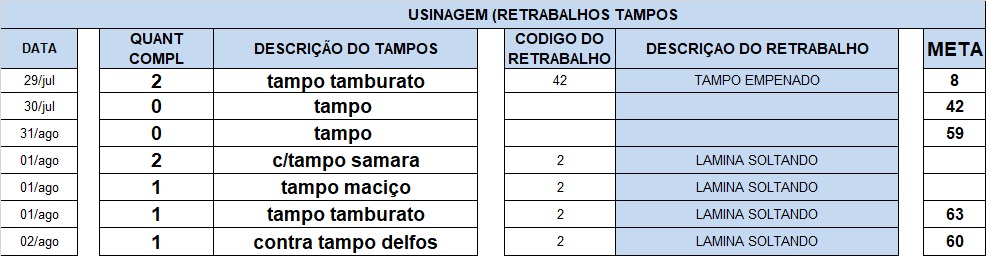 USINAGEM (RETRABALHOS TAMPOS
DATA QUANT COMPL DESCRIÇÃO DO TAMPOS CODIGO DO RETRABALHO DESCRIÇAO DO RETRABALHO META
29/jul 2 tampo tamburato 42 TAMPO EMPENADO 8
30/jul 0 tampo 42
31/ago 0 tampo 59
01/ago 2 c/tampo samara 2 LAMINA SOLTANDO
01/ago 1 tampo maciço 2 LAMINA SOLTANDO
01/ago 1 tampo tamburato 2 LAMINA SOLTANDO 63
02/ago 1 contra tampo delfos 2 LAMINA SOLTANDO 60